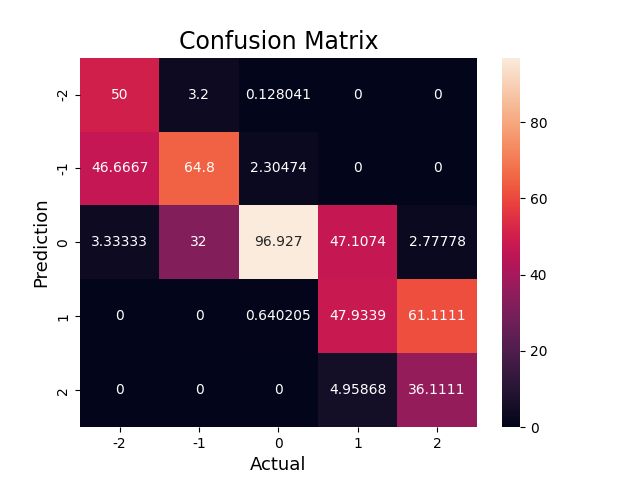 Confusion Matrix
-2 50 3.2 0.128041 0 0
-1 46.6667 64.8 2.30474 0 0
0 3.33333 32 96.927 47.1074 2.77778
1 0 0 0.640205 47.9339 61.1111
2 0 0 0 4.95868 36.1111
-2 -1 0 1 2
Prediction
Actual
80
60
40
20
0